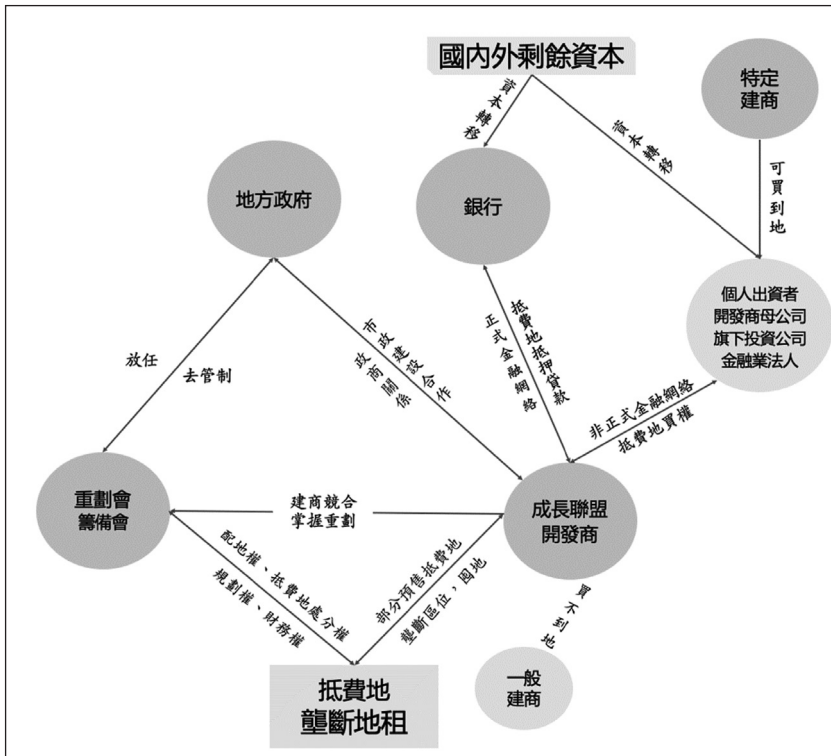 國內外剩餘資本
特定
建商
資本轉移
資本轉移
可買到地
地方政府
銀行
個人出資者
開發商母公司
旗下投資公司
金融業法人
放任
去管制
市政建設合作
政商關係
抵費地抵押貸款
正式金融網絡
非正式金融網絡
抵費地買權
重劃會
籌備會
建商競合
掌握重劃
成長聯盟
開發商
配地權、抵費地處分權
規劃權、財務權
部分預售抵費地
壟斷區位,囤地
買不到地
抵費地
壟斷地租
一般
建商